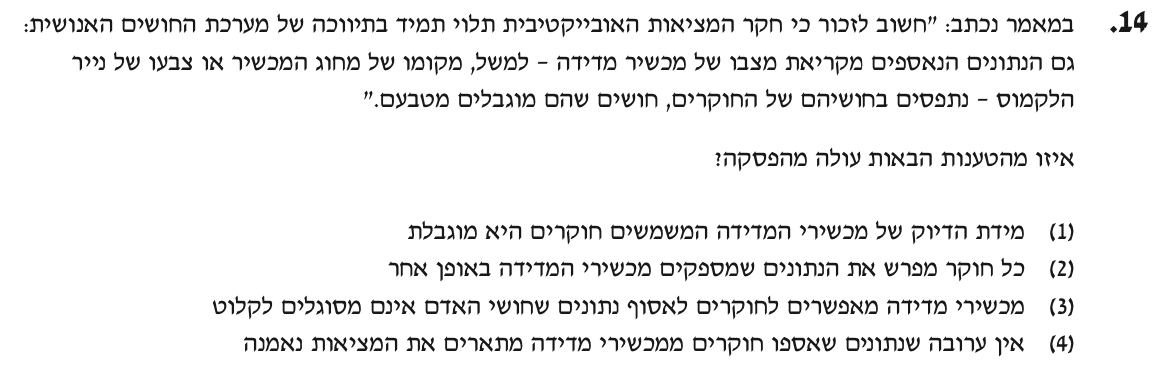 14. במאמר נכתב: "חשוב לזכור כי חקר המציאות האובייקטיבית תלוי תמיד בתיווכה של מערכת החושים האנושית:
גם הנתונים הנאספים מקריאת מצבו של מכשיר מדידה – למשל, מקומו של מחוג המכשיר או צבעו של נייר
הלקמוס – נתפסים בחושיהם של החוקרים, חושים שהם מוגבלים מטבעם."
איזו מהטענות הבאות עולה מהפסקה?
(1) מידת הדיוק של מכשירי המדידה המשמשים חוקרים היא מוגבלת
(2) כל חוקר מפרש את הנתונים שמספקים מכשירי המדידה באופן אחר
(3) מכשירי מדידה מאפשרים לחוקרים לאסוף נתונים שחושי האדם אינם מסוגלים לקלוט
(4) אין ערובה שנתונים שאספו חוקרים ממכשירי מדידה מתארים את המציאות נאמנה